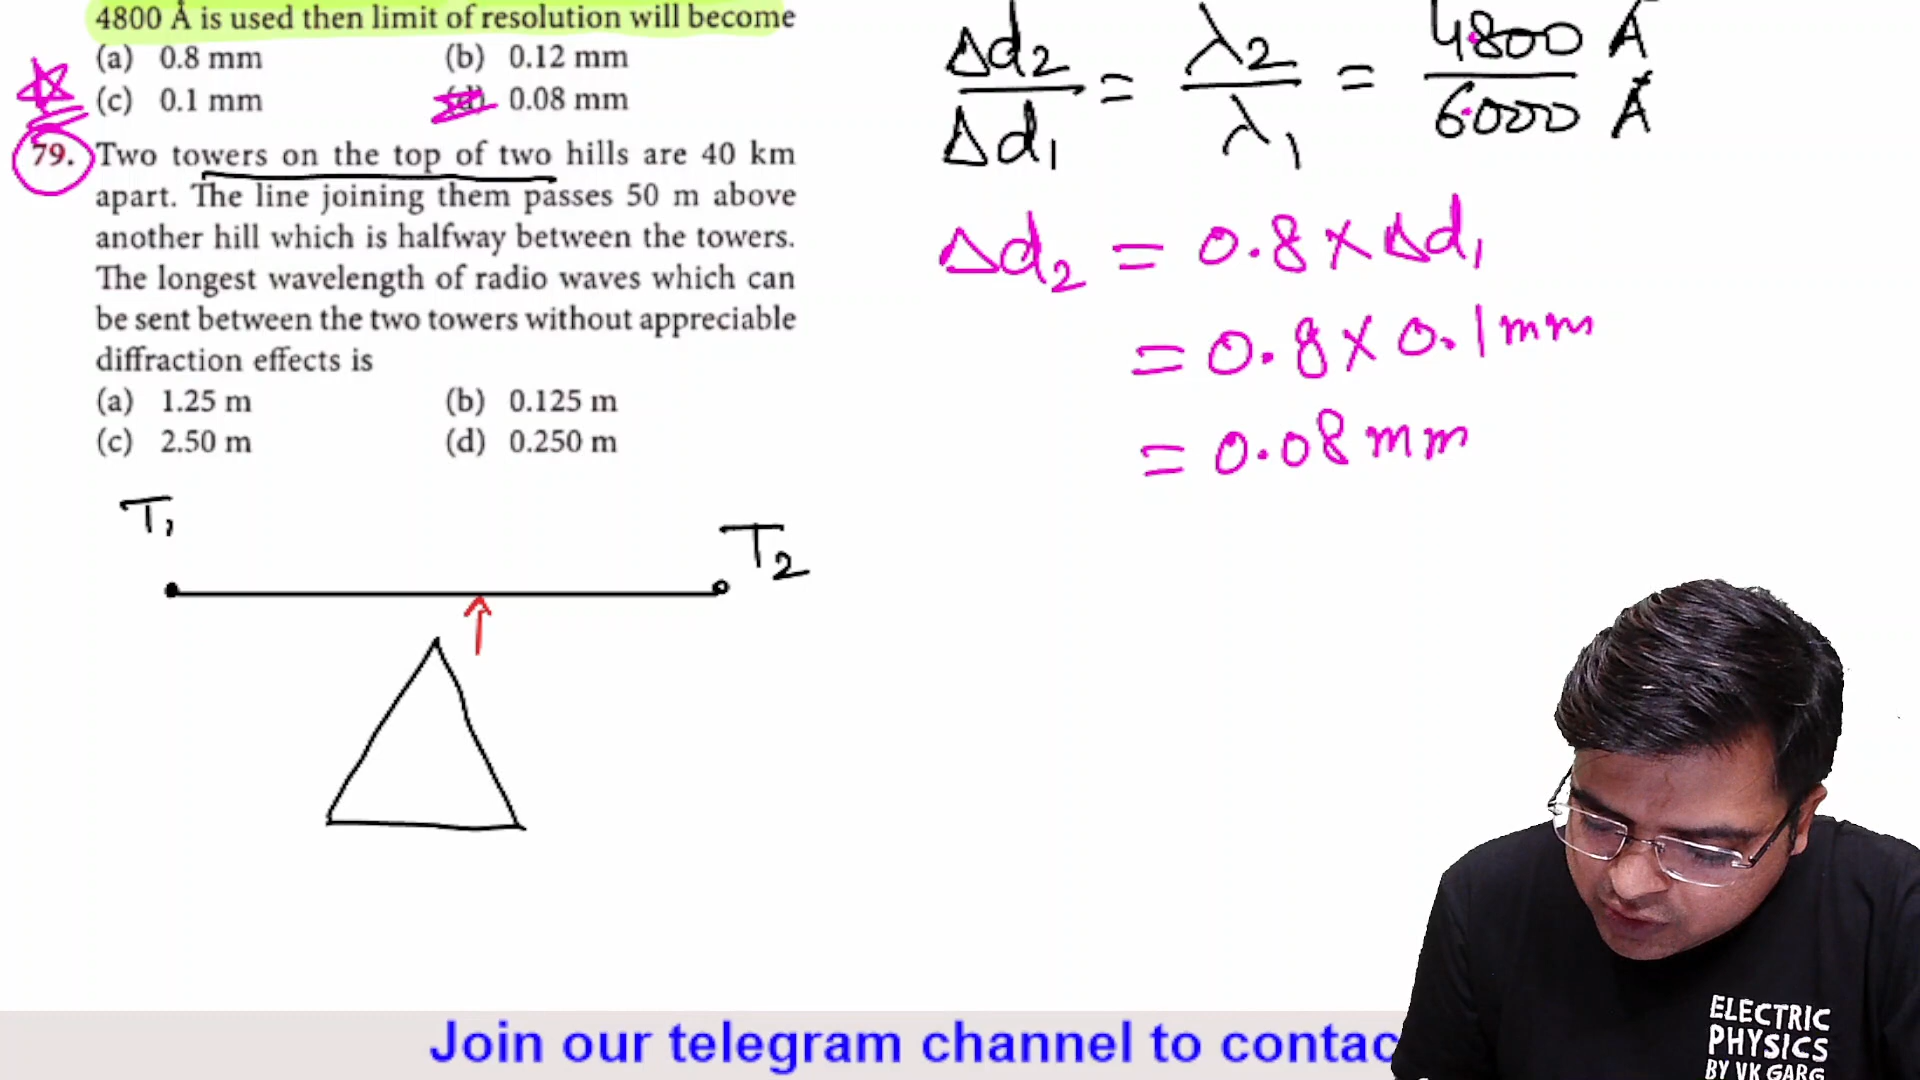 4800 Å is used then limit of resolution will become
(a) 0.8 mm (b) 0.12 mm
(c) 0.1 mm (d) 0.08 mm
79. Two towers on the top of two hills are 40 km
apart. The line joining them passes 50 m above
another hill which is halfway between the towers.
The longest wavelength of radio waves which can
be sent between the two towers without appreciable
diffraction effects is
(a) 1.25 m (b) 0.125 m
(c) 2.50 m (d) 0.250 m
T1
T2
Δd2 / Δd1 = λ2 / λ1 = 4800 Å / 6000 Å
Δd2 = 0.8 × Δd1
= 0.8 × 0.1 mm
= 0.08 mm
ELECTRIC
PHYSICS
BY VK GARG
Join our telegram channel to contac